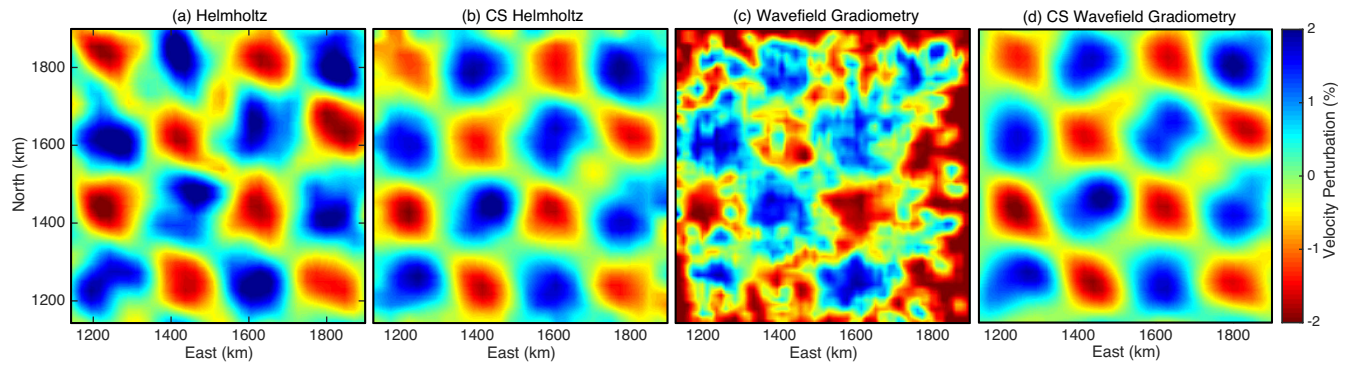 (a) Helmholtz
(b) CS Helmholtz
(c) Wavefield Gradiometry
(d) CS Wavefield Gradiometry
North (km)
1800
1600
1400
1200
1200 1400 1600 1800
East (km)
1200 1400 1600 1800
East (km)
1200 1400 1600 1800
East (km)
1200 1400 1600 1800
East (km)
2
1
0
-1
-2
Velocity Perturbation (%)